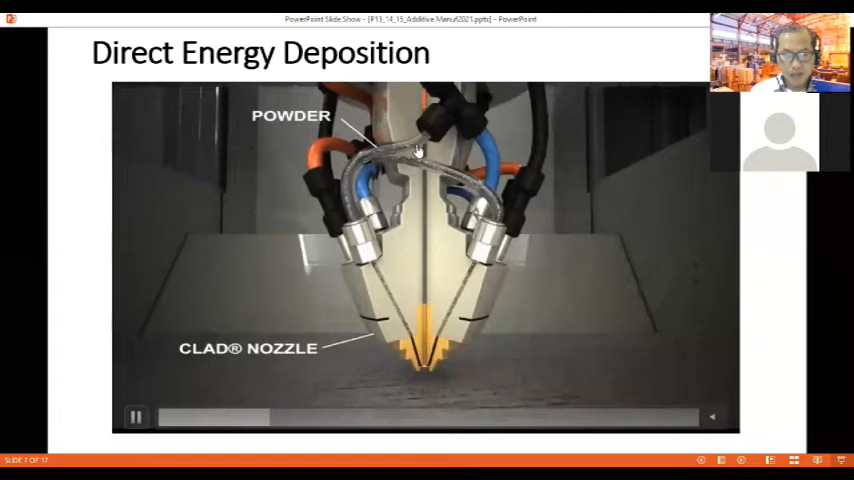 PowerPoint Slide Show - [P13_14_15_Additive Manuf2021.pptx] - PowerPoint
Direct Energy Deposition
POWDER
CLAD® NOZZLE
SLIDE 7 OF 17